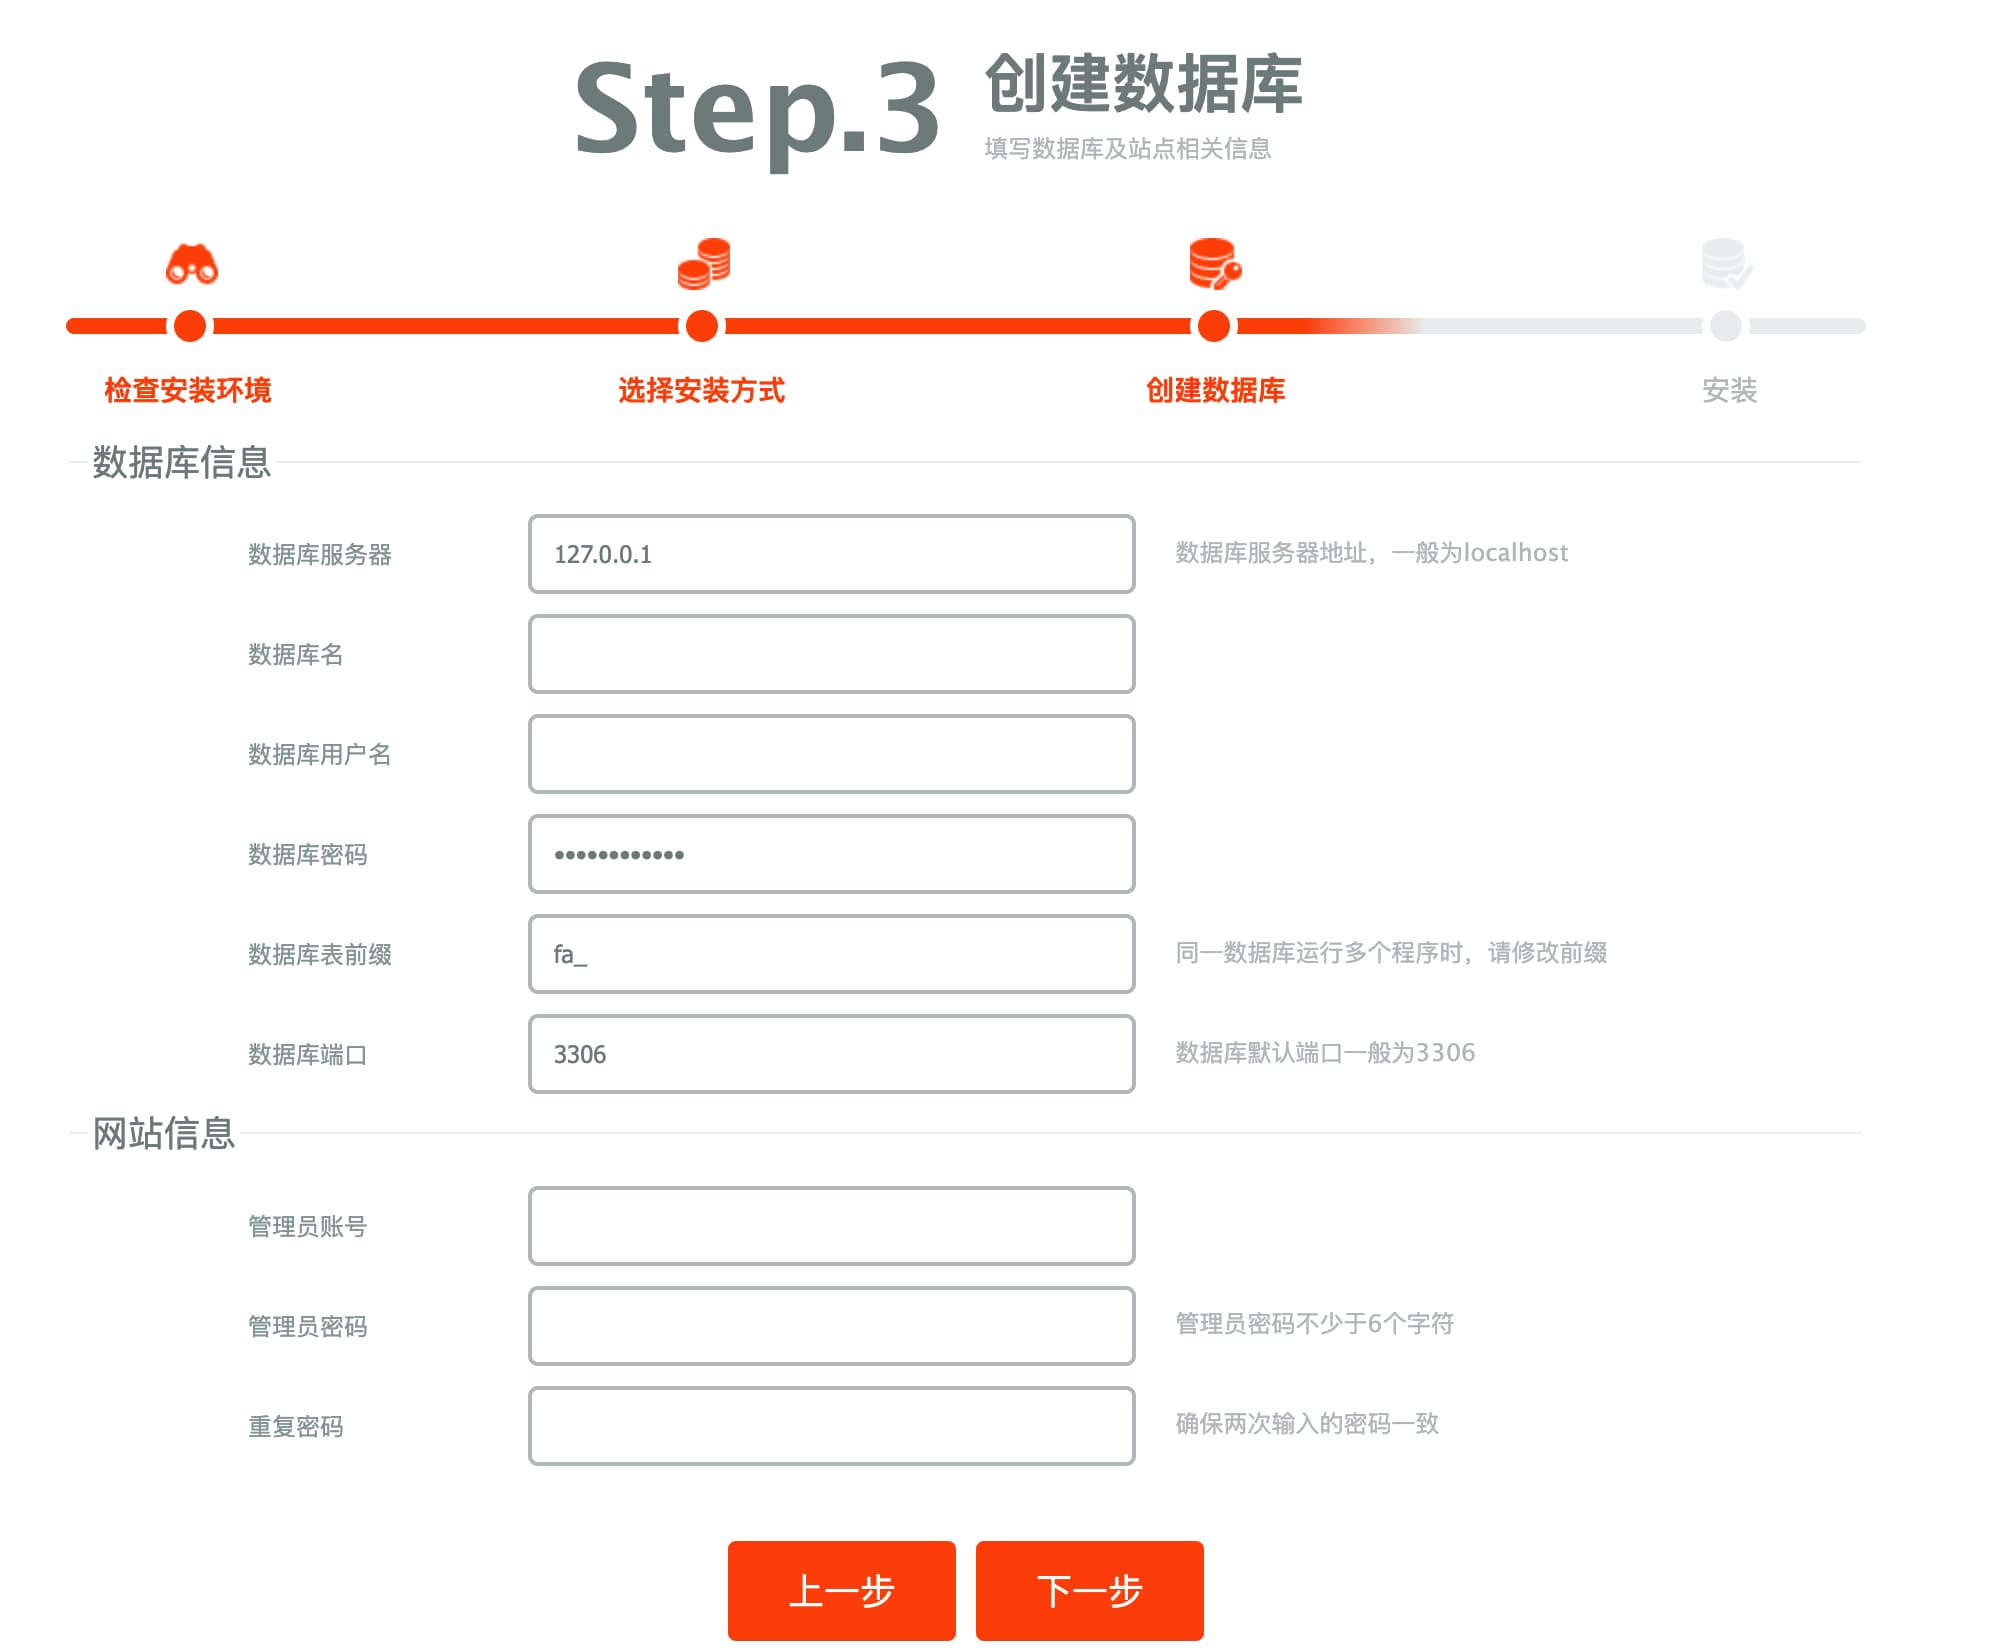 Step.3
创建数据库
填写数据库及站点相关信息
检查安装环境
选择安装方式
创建数据库
安装
数据库信息
数据库服务器 127.0.0.1 数据库服务器地址，一般为localhost
数据库名
数据库用户名
数据库密码 ••••••••••••
数据库表前缀 fa_ 同一数据库运行多个程序时，请修改前缀
数据库端口 3306 数据库默认端口一般为3306
网站信息
管理员账号
管理员密码 管理员密码不少于6个字符
重复密码 确保两次输入的密码一致
上一步 下一步